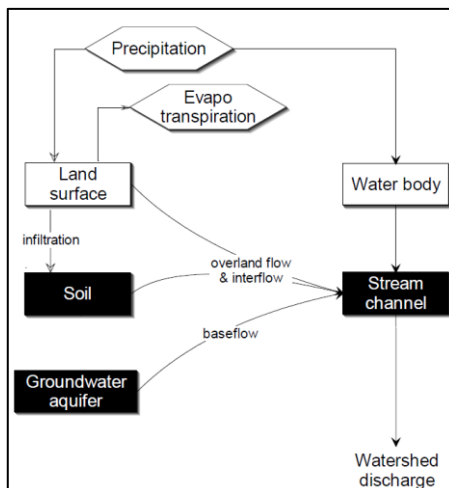 Precipitation
Evapo
transpiration
Land
surface
Water body
infiltration
overland flow
& interflow
Soil
Stream
channel
baseflow
Groundwater
aquifer
Watershed
discharge